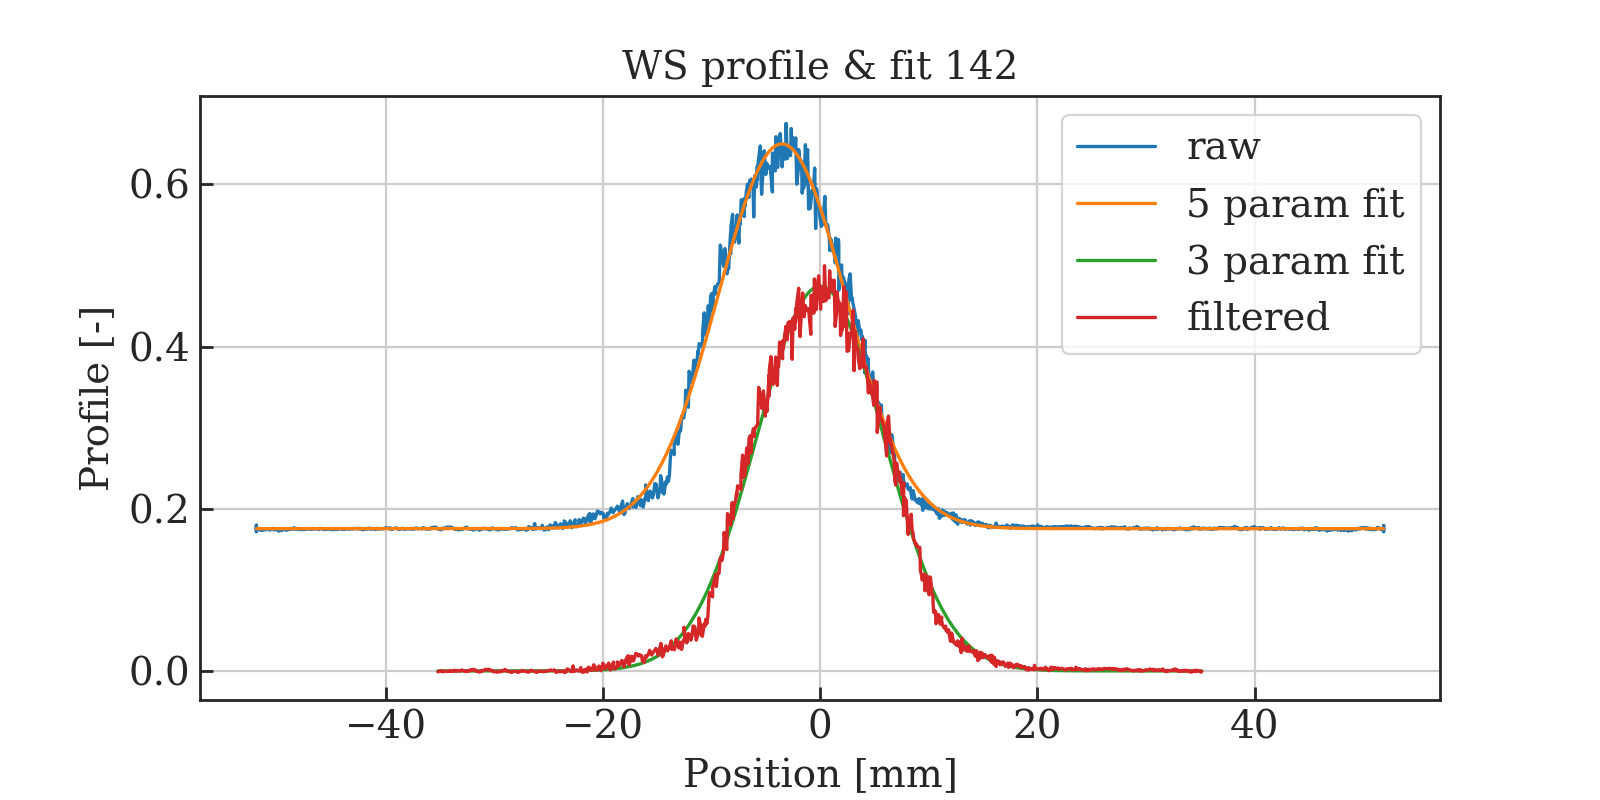 WS profile & fit 142
raw
5 param fit
3 param fit
filtered
0.6
0.4
0.2
0.0
Profile [-]
−40 −20 0 20 40
Position [mm]